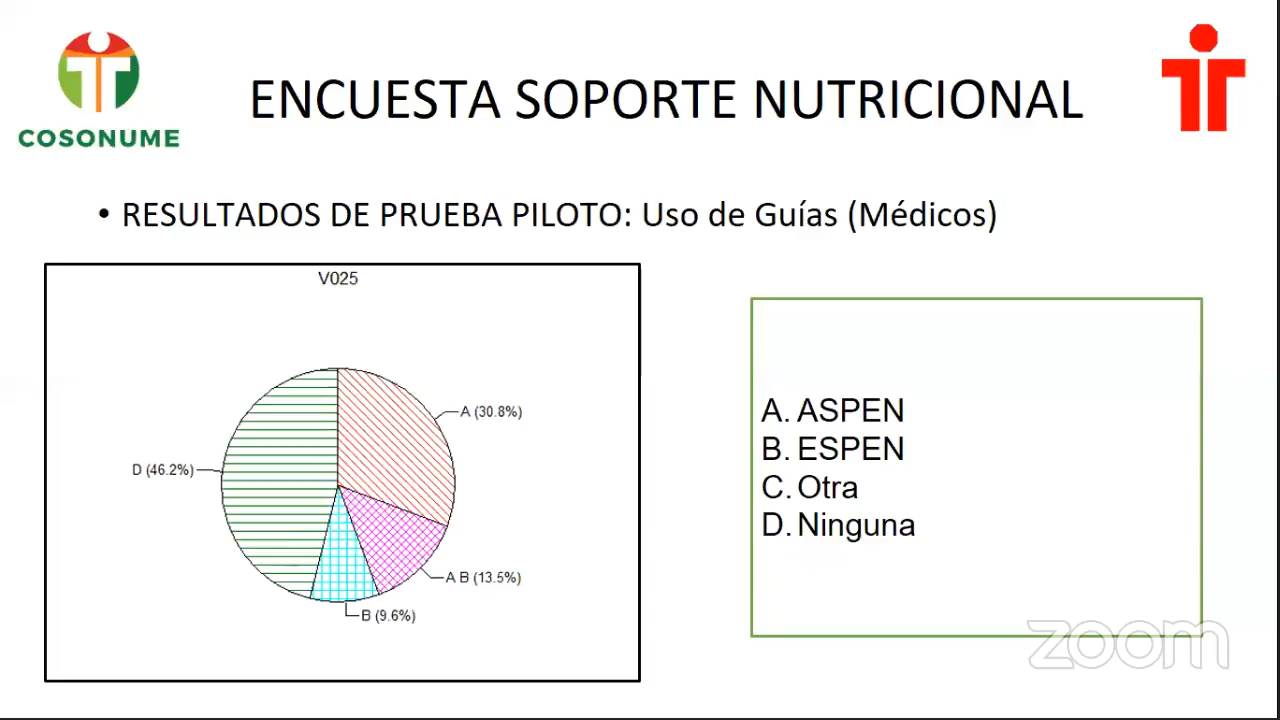 COSONUME
ENCUESTA SOPORTE NUTRICIONAL
• RESULTADOS DE PRUEBA PILOTO: Uso de Guías (Médicos)
V025
A (30.8%)
D (46.2%)
A B (13.5%)
B (9.6%)
A. ASPEN
B. ESPEN
C. Otra
D. Ninguna
zoom